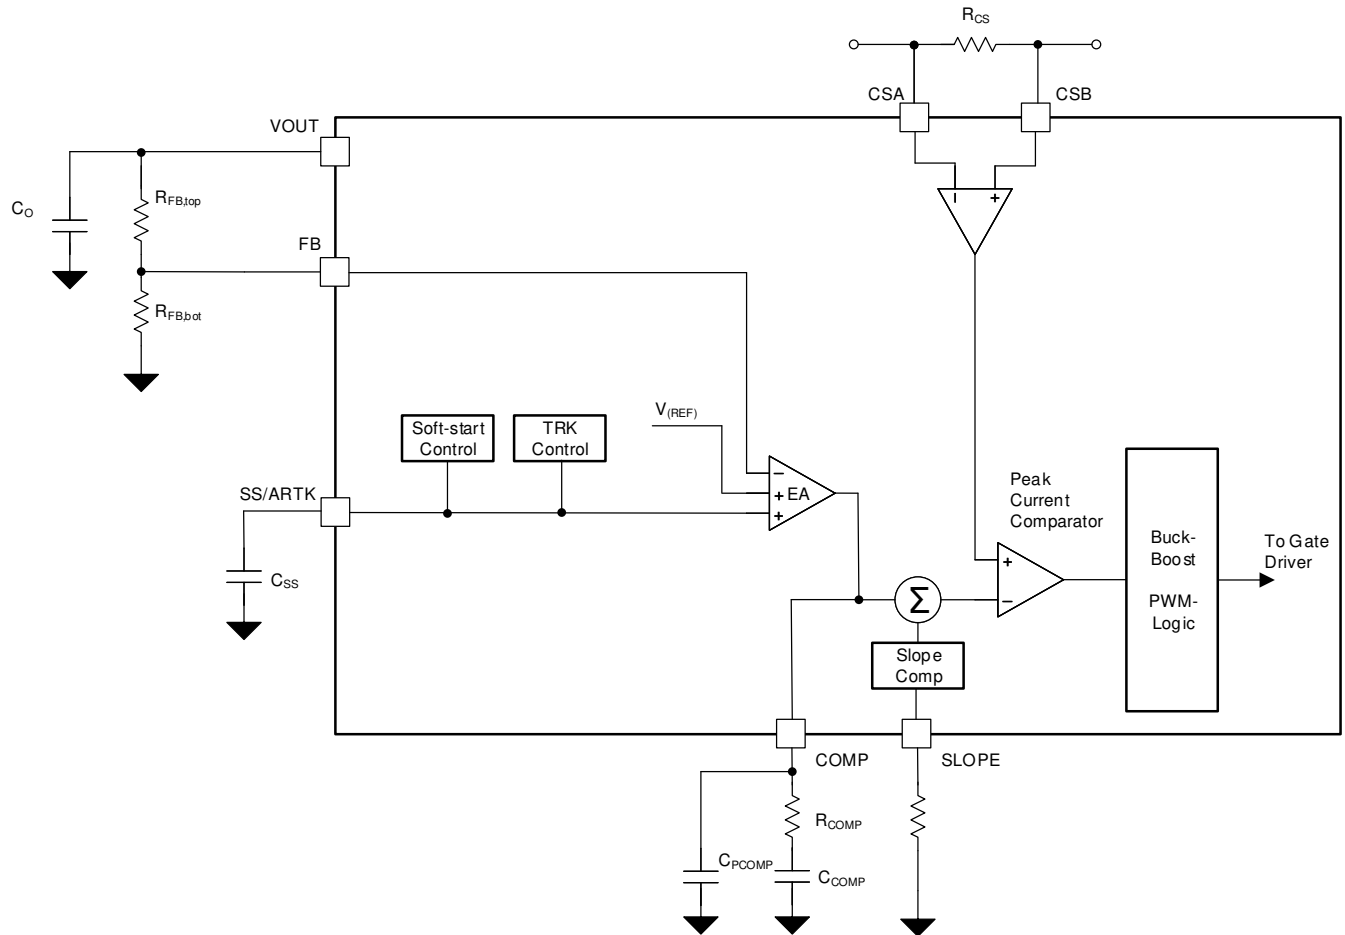 RCS
CSA
CSB
VOUT
RFB,top
CO
FB
RFB,bot
V(REF)
Soft-start
Control
TRK
Control
SS/ARTK
CSS
− + 
−
+ EA
+
Peak
Current
Comparator
+
−
Σ
Slope
Comp
Buck-
Boost
PWM-
Logic
To Gate
Driver
COMP
SLOPE
RCOMP
CPCOMP
CCOMP